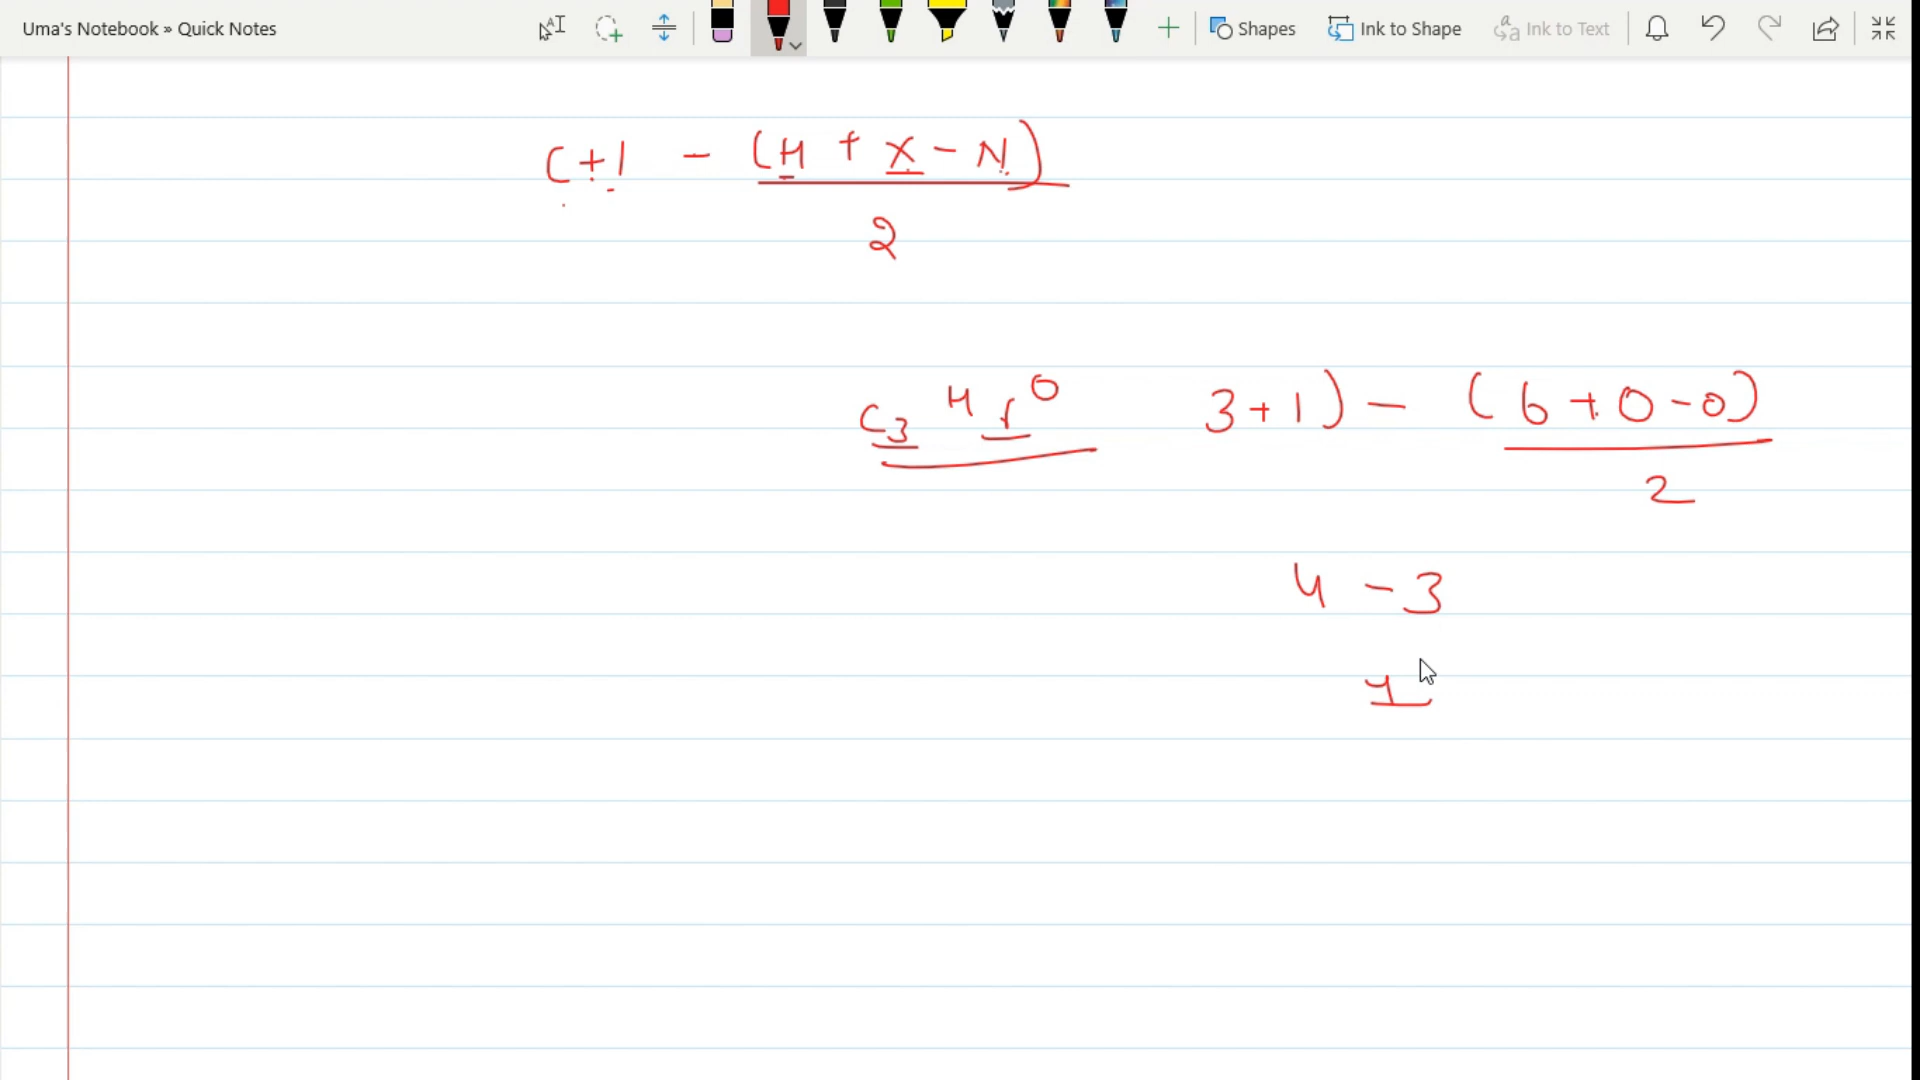 Uma's Notebook » Quick Notes
Shapes
Ink to Shape
Ink to Text
C+1 - (H + X - N)
2
C3 H 6 O 3+1) - (6 + 0 - 0)
2
4 - 3
1